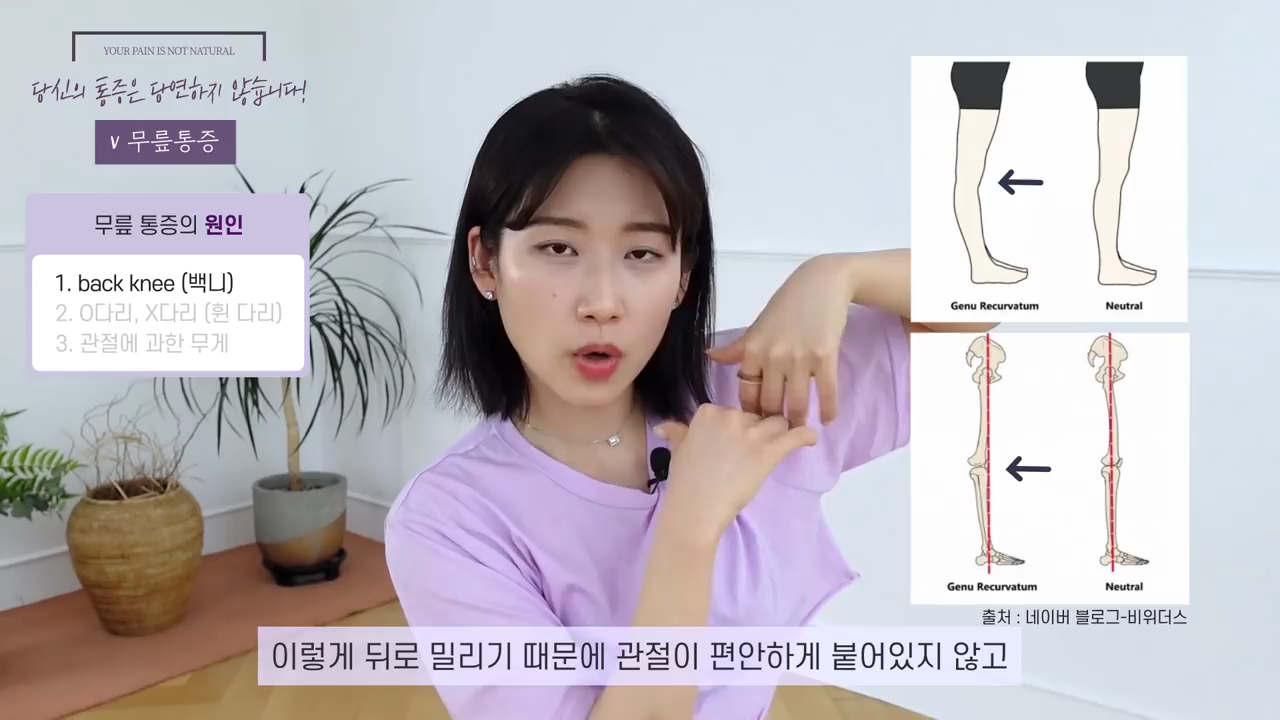 YOUR PAIN IS NOT NATURAL
당신의 통증은 당연하지 않습니다!
v 무릎통증
무릎 통증의 원인
1. back knee (백니)
2. O다리, X다리 (휜 다리)
3. 관절에 과한 무게
Genu Recurvatum Neutral
Genu Recurvatum Neutral
출처 : 네이버 블로그-비위더스
이렇게 뒤로 밀리기 때문에 관절이 편안하게 붙어있지 않고